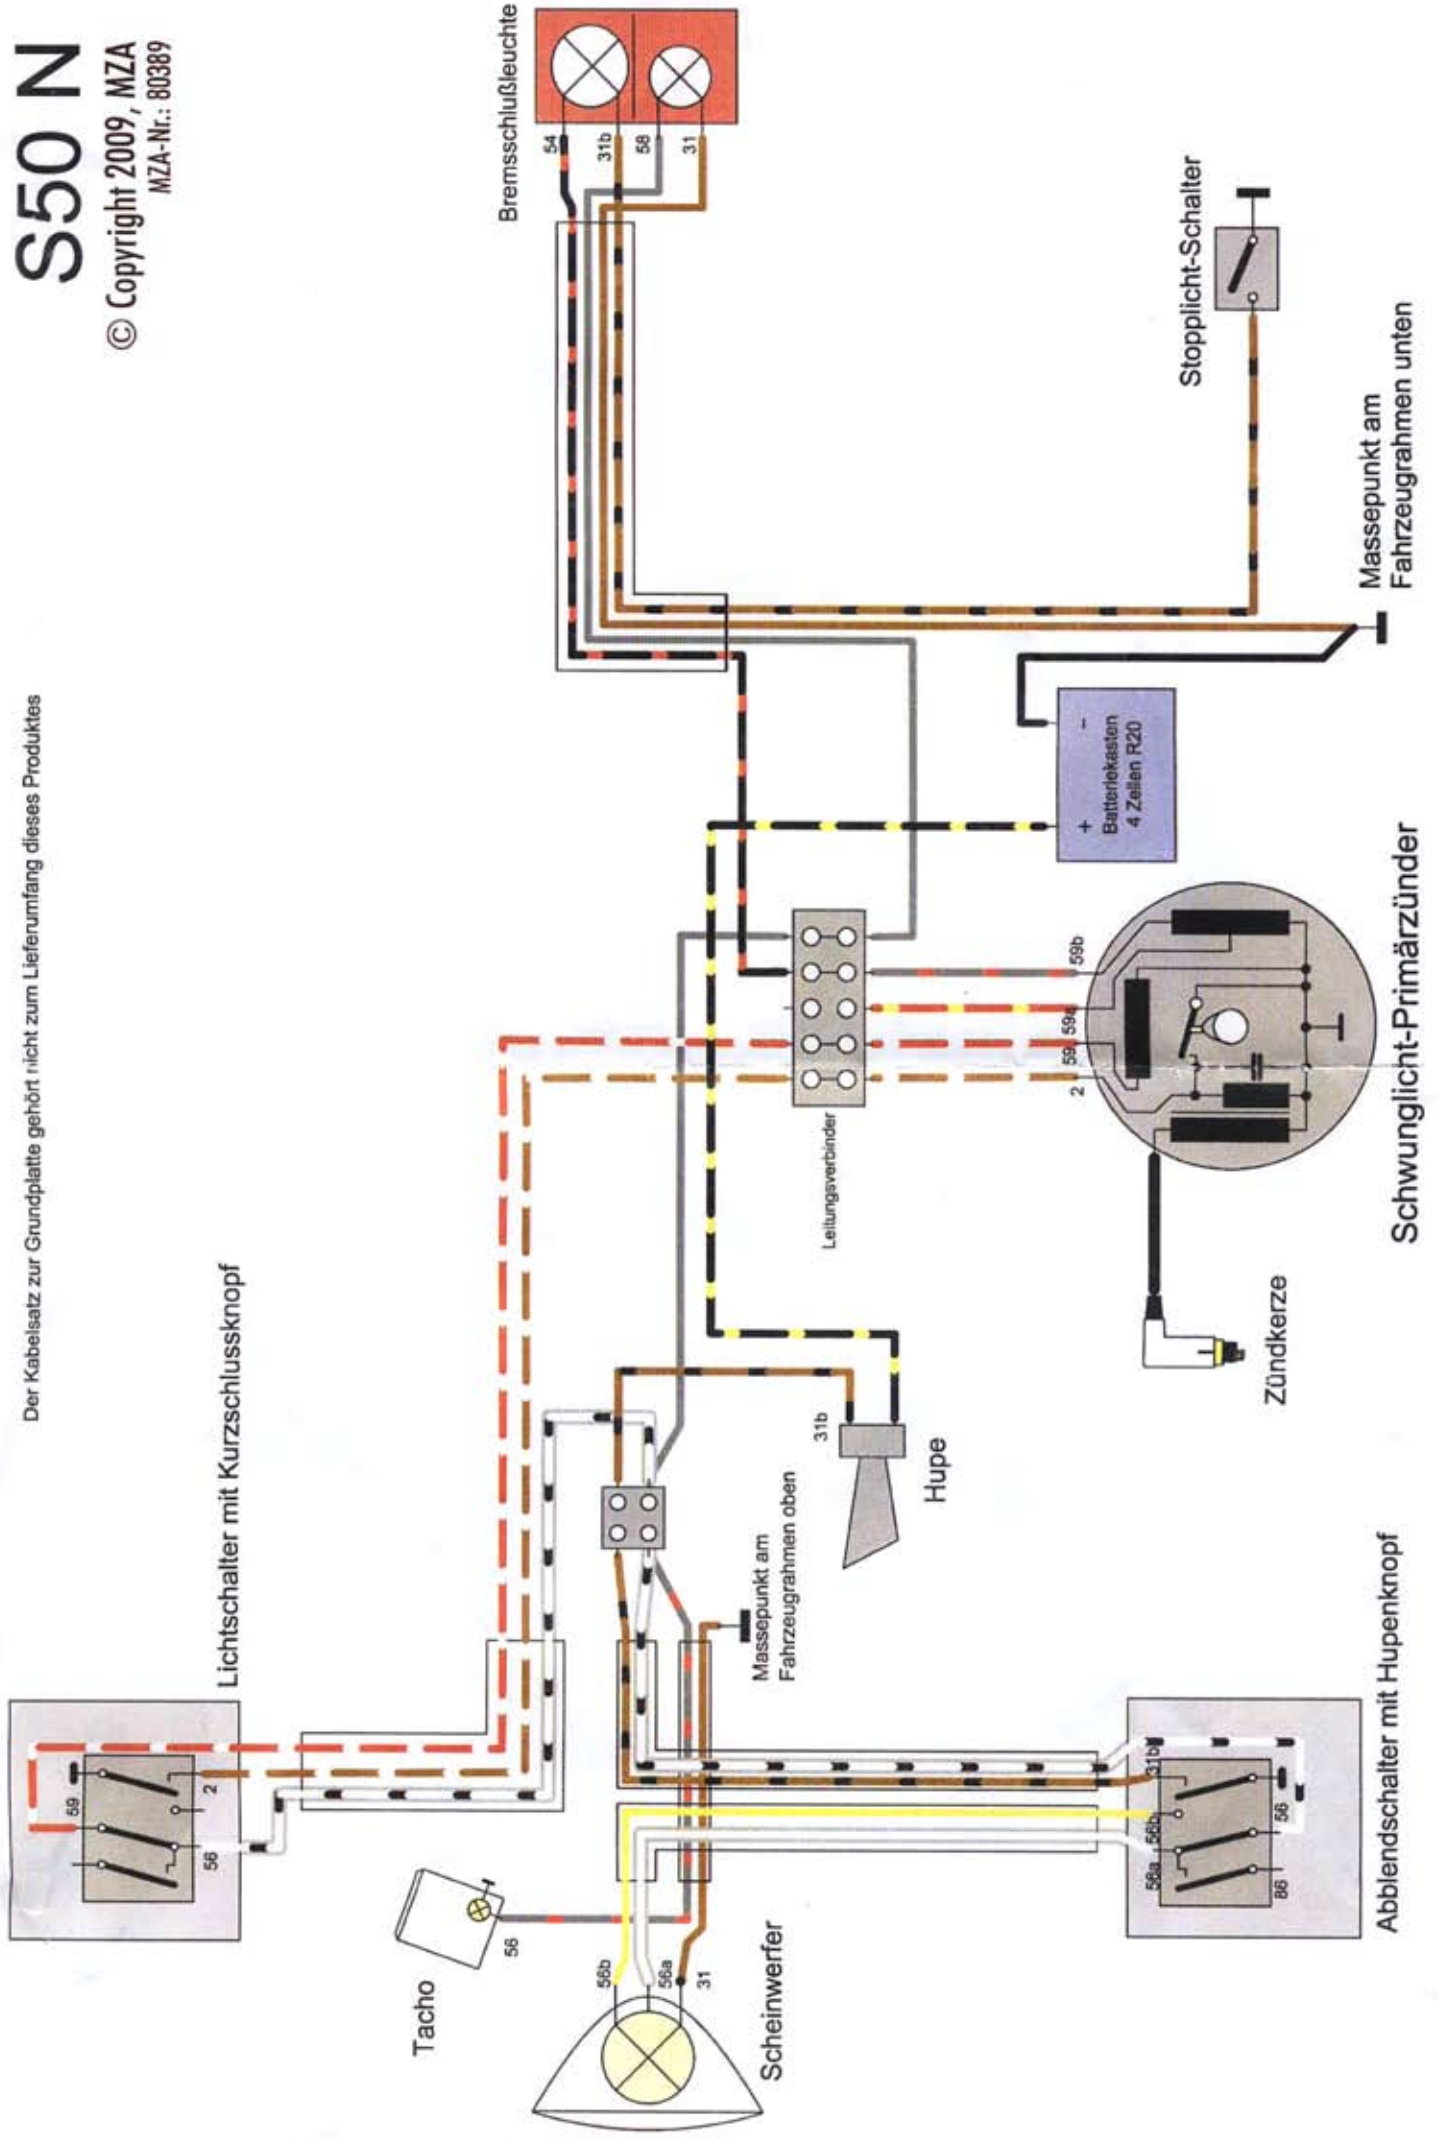 S50 N
© Copyright 2009, MZA
MZA-Nr.: 80389
Der Kabelsatz zur Grundplatte gehört nicht zum Lieferumfang dieses Produktes
Lichtschalter mit Kurzschlussknopf
59
2
56
Tacho
56
Scheinwerfer
56b
56a
31
Massepunkt am
Fahrzeugrahmen oben
Abblendschalter mit Hupenknopf
31b
56b
56a
56
86
Hupe
31b
Leitungsverbinder
Zündkerze
Schwunglicht-Primärzünder
2
59
59a
59b
+
-
Batteriekasten
4 Zellen R20
Massepunkt am
Fahrzeugrahmen unten
Stopplicht-Schalter
Bremsschlußleuchte
54
31b
58
31